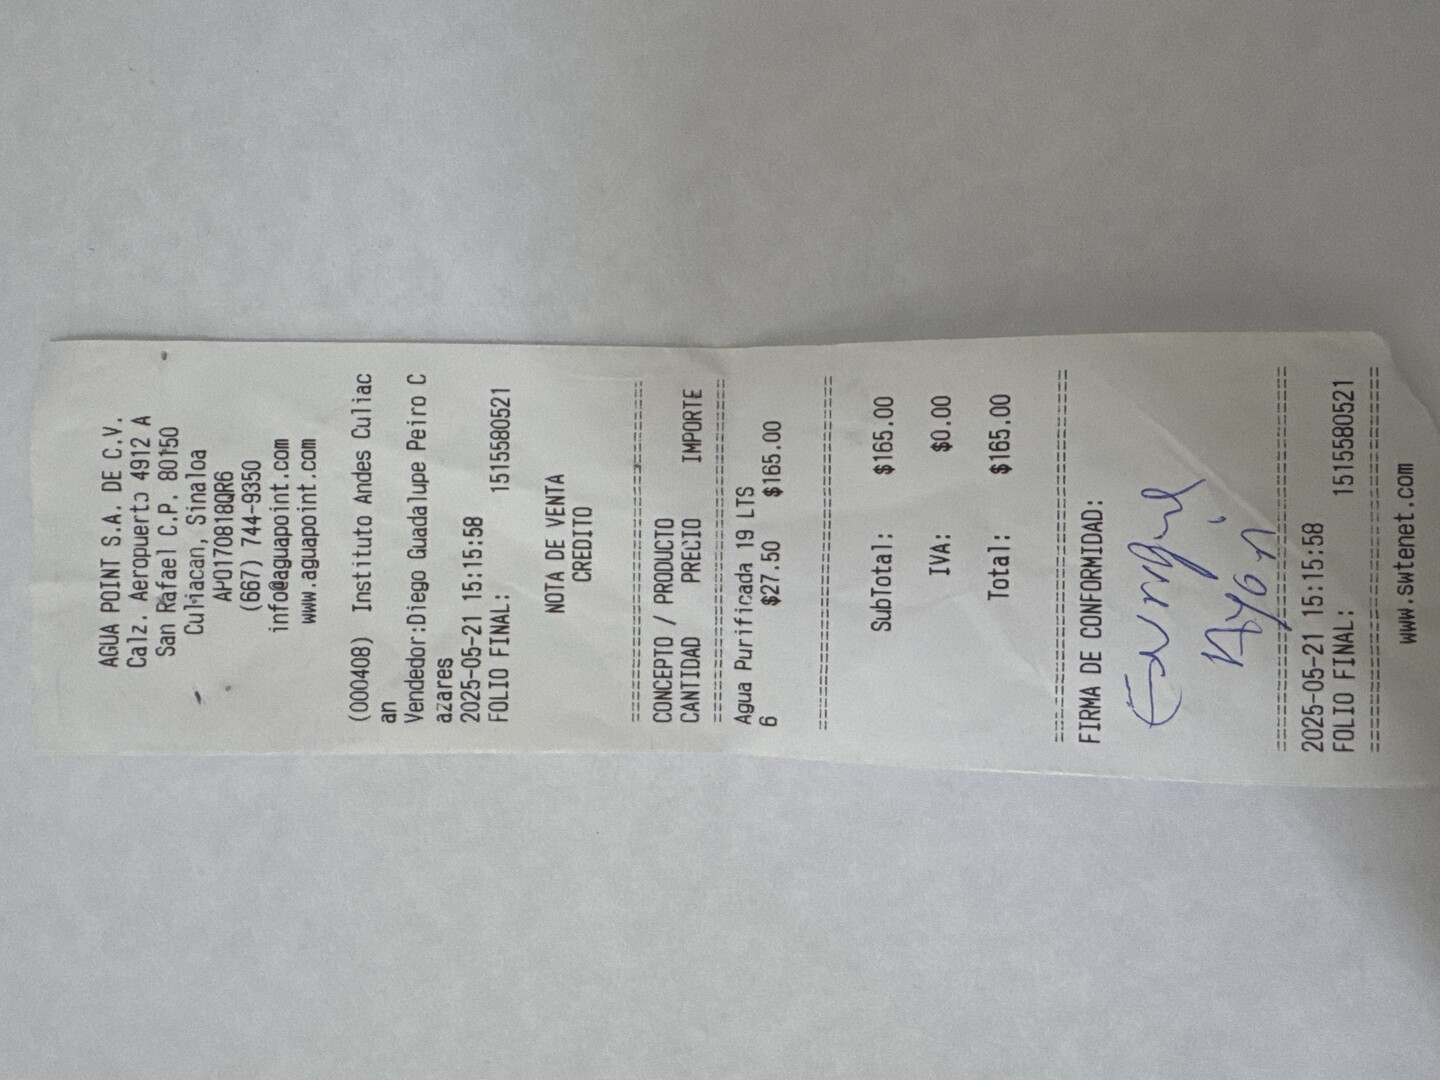 AGUA POINT S.A. DE C.V.
Calz. Aeropuerto 4912 A
San Rafael C.P. 80150
Culiacan, Sinaloa
APO170818QR6
(667) 744-9350
info@aguapoint.com
www.aguapoint.com
(000408) Instituto Andes Culiac
an
Vendedor:Diego Guadalupe Peiro C
azares
2025-05-21 15:15:58
FOLIO FINAL: 1515580521
NOTA DE VENTA
CREDITO
================================
CONCEPTO / PRODUCTO
CANTIDAD PRECIO IMPORTE
================================
Agua Purificada 19 LTS
6 $27.50 $165.00
================================
SubTotal: $165.00
IVA: $0.00
Total: $165.00
================================
FIRMA DE CONFORMIDAD:
Ayon
================================
2025-05-21 15:15:58
FOLIO FINAL: 1515580521
================================
www.swtenet.com